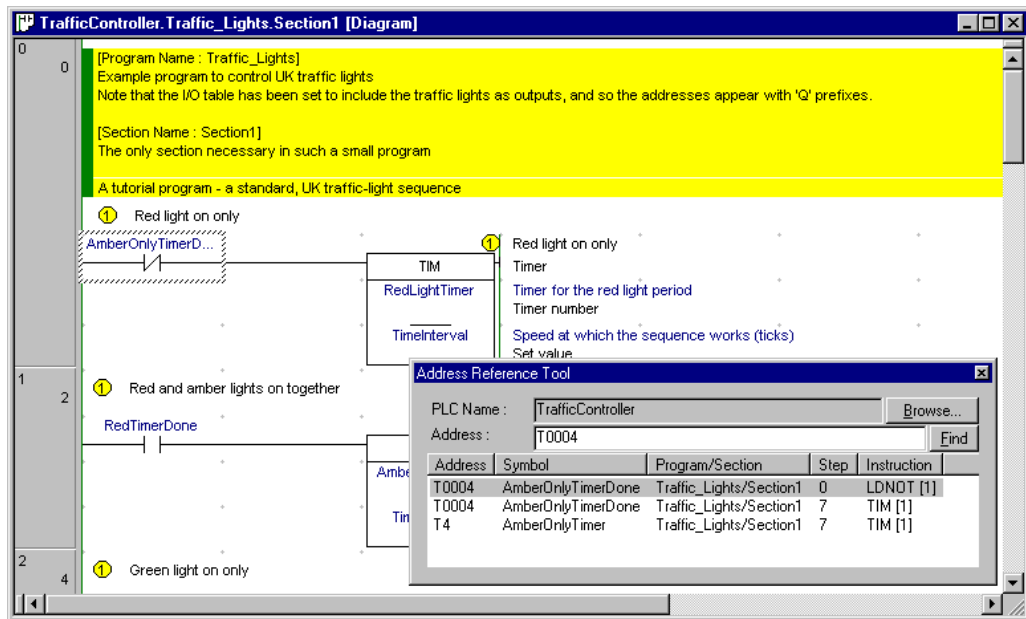 TrafficController.Traffic_Lights.Section1 [Diagram]
0
0
[Program Name : Traffic_Lights]
Example program to control UK traffic lights
Note that the I/O table has been set to include the traffic lights as outputs, and so the addresses appear with 'Q' prefixes.
[Section Name : Section1]
The only section necessary in such a small program
A tutorial program - a standard, UK traffic-light sequence
1 Red light on only
AmberOnlyTimerD...
1 Red light on only
TIM Timer
RedLightTimer Timer for the red light period
Timer number
TimeInterval Speed at which the sequence works (ticks)
Set value
1
2
1 Red and amber lights on together
RedTimerDone
Ambe
Tin
2
4
1 Green light on only
Address Reference Tool
PLC Name : TrafficController Browse...
Address : T0004 Find
Address Symbol Program/Section Step Instruction
T0004 AmberOnlyTimerDone Traffic_Lights/Section1 0 LDNOT [1]
T0004 AmberOnlyTimerDone Traffic_Lights/Section1 7 TIM [1]
T4 AmberOnlyTimer Traffic_Lights/Section1 7 TIM [1]